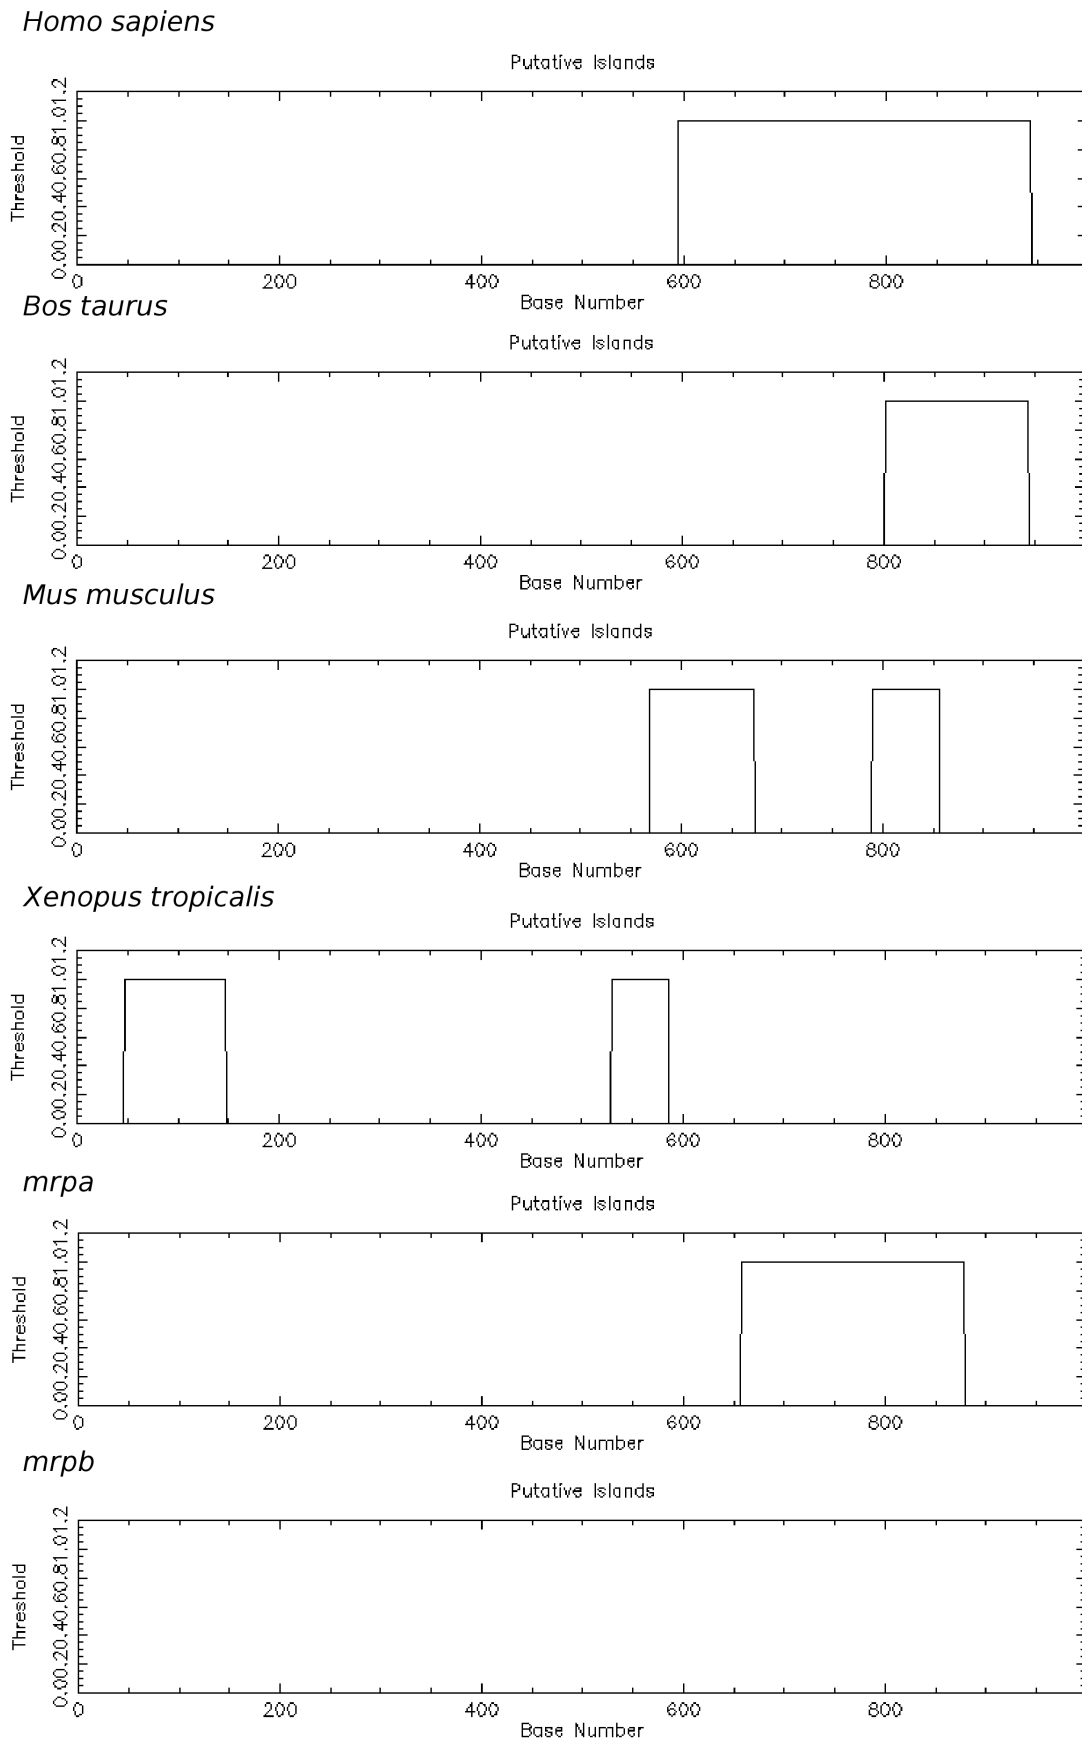 Homo sapiens
Putative Islands
Threshold
0.00.20.40.60.81.01.2
0 200 400 600 800
Base Number
Bos taurus
Putative Islands
Threshold
0.00.20.40.60.81.01.2
0 200 400 600 800
Base Number
Mus musculus
Putative Islands
Threshold
0.00.20.40.60.81.01.2
0 200 400 600 800
Base Number
Xenopus tropicalis
Putative Islands
Threshold
0.00.20.40.60.81.01.2
0 200 400 600 800
Base Number
mrpa
Putative Islands
Threshold
0.00.20.40.60.81.01.2
0 200 400 600 800
Base Number
mrpb
Putative Islands
Threshold
0.00.20.40.60.81.01.2
0 200 400 600 800
Base Number